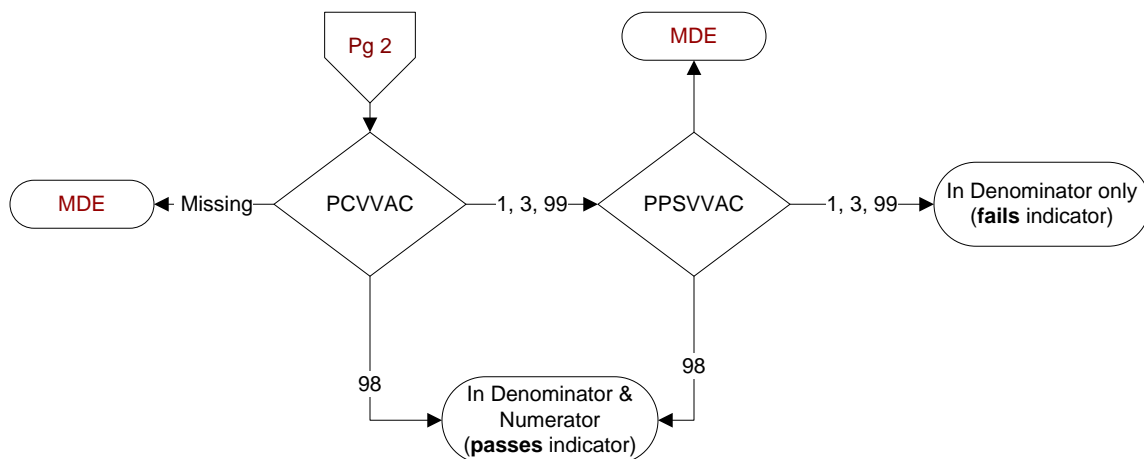 Pg 2
MDE
MDE
Missing
PCVVAC
1, 3, 99
PPSVVAC
1, 3, 99
In Denominator only
(fails indicator)
98
98
In Denominator &
Numerator
(passes indicator)